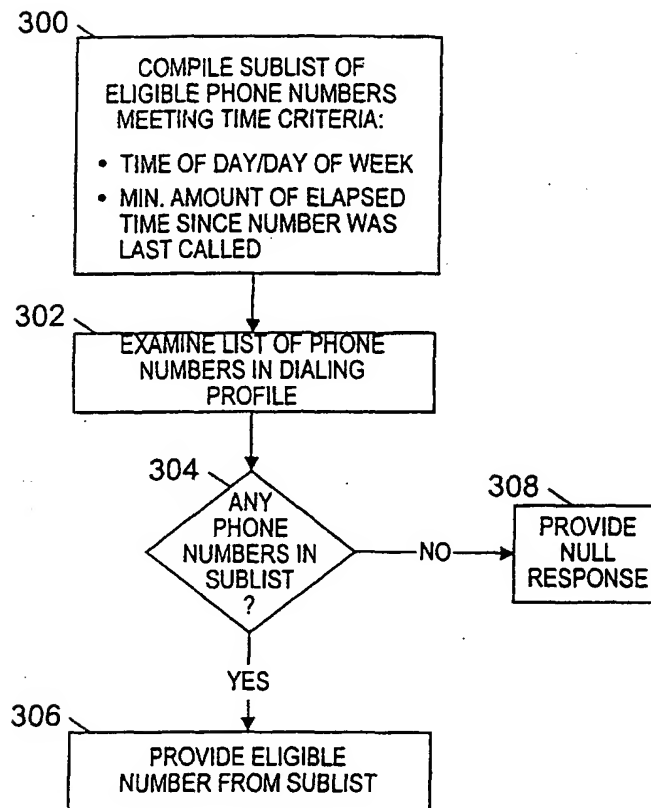 300
COMPILE SUBLIST OF
ELIGIBLE PHONE NUMBERS
MEETING TIME CRITERIA:
• TIME OF DAY/DAY OF WEEK
• MIN. AMOUNT OF ELAPSED
TIME SINCE NUMBER WAS
LAST CALLED
302
EXAMINE LIST OF PHONE
NUMBERS IN DIALING
PROFILE
304
ANY
PHONE
NUMBERS IN
SUBLIST
?
NO
308
PROVIDE
NULL
RESPONSE
YES
306
PROVIDE ELIGIBLE
NUMBER FROM SUBLIST